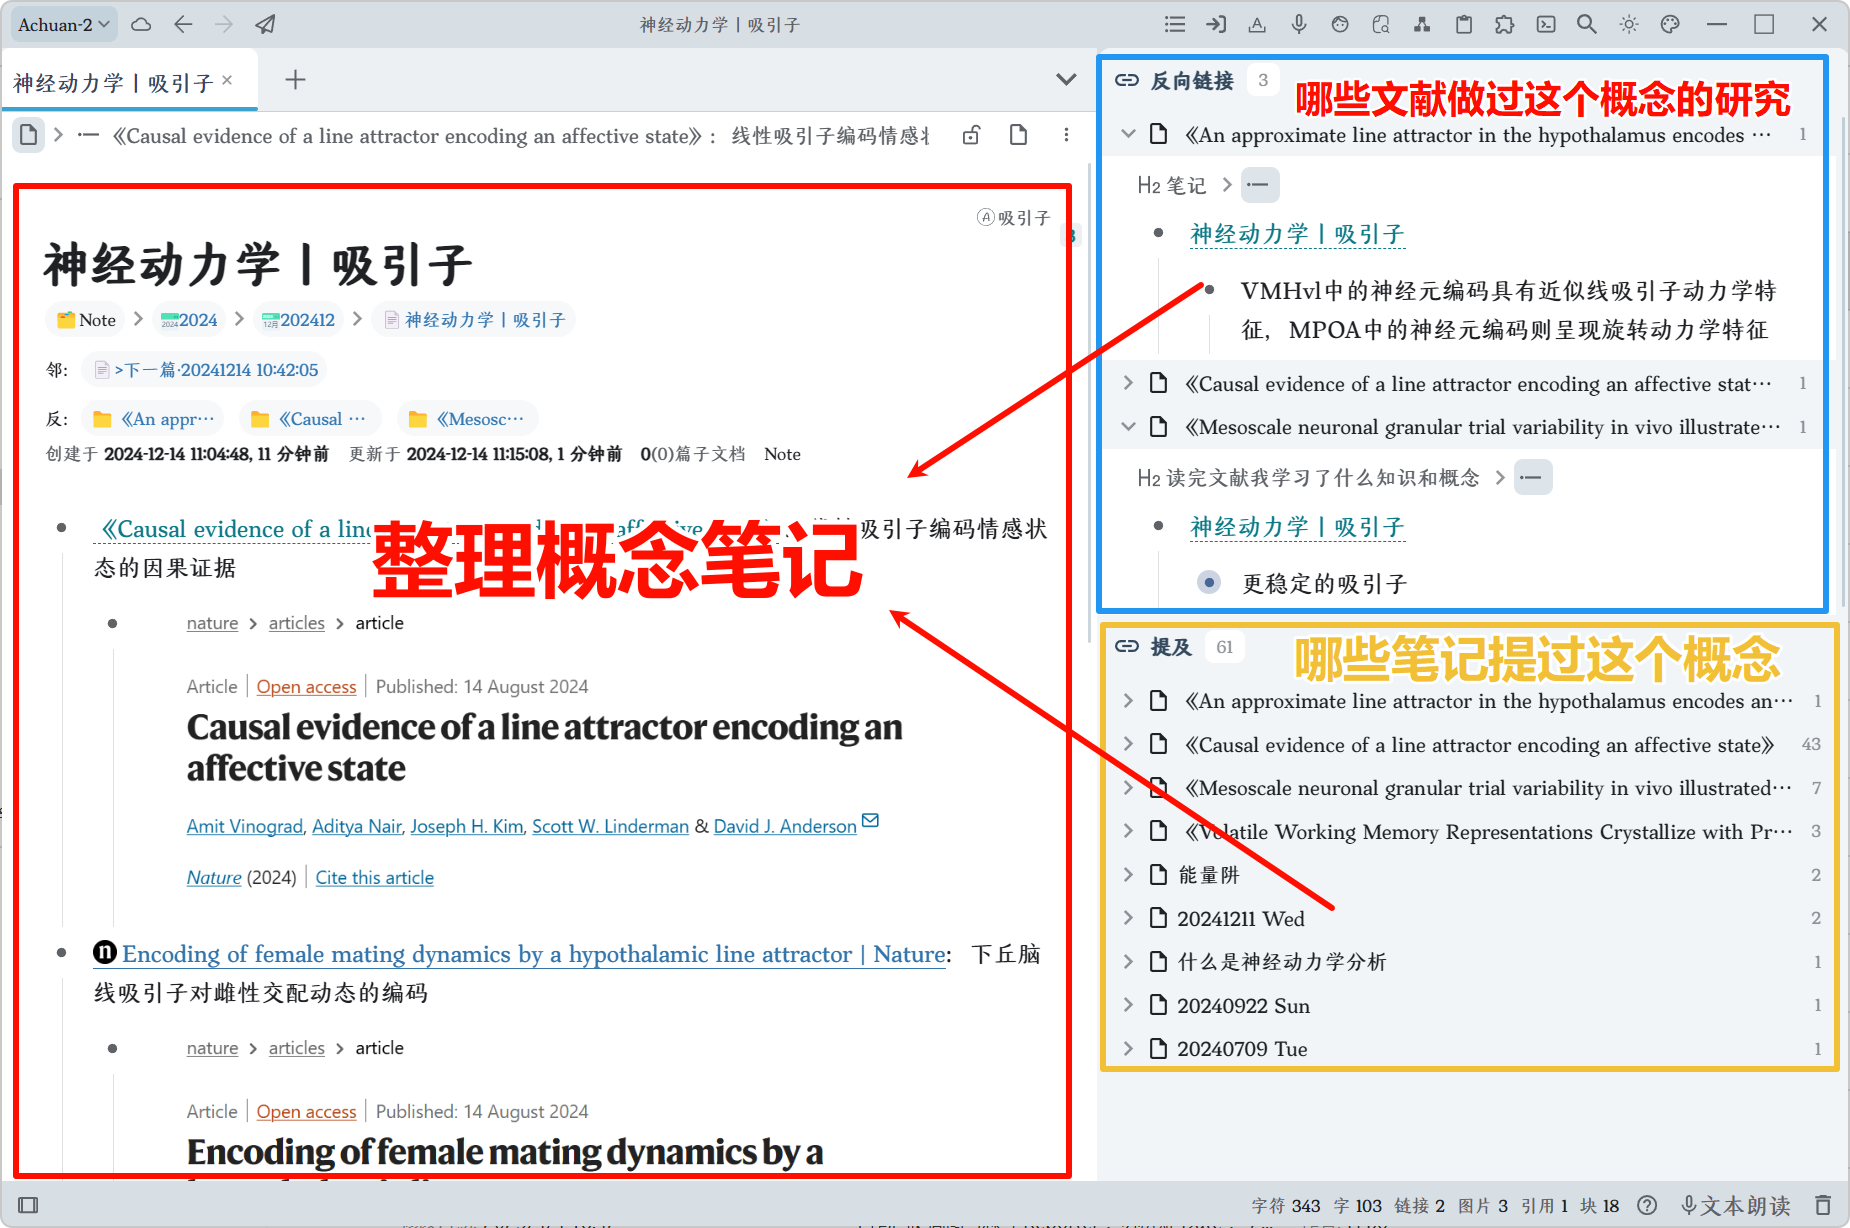 Achuan-2
神经动力学丨吸引子
神经动力学丨吸引子
《Causal evidence of a line attractor encoding an affective state》: 线性吸引子编码情感状
Ⓐ吸引子
3
神经动力学丨吸引子
Note > 2024 > 202412 > 神经动力学丨吸引子
邻: >下一篇·20241214 10:42:05
反: 《An appr··· 《Causal ··· 《Mesosc···
创建于 2024-12-14 11:04:48, 11 分钟前 更新于 2024-12-14 11:15:08, 1 分钟前 0(0)篇子文档 Note
《Causal evidence of a line 吸引子编码情感状
态的因果证据
整理概念笔记
nature > articles > article
Article | Open access | Published: 14 August 2024
Causal evidence of a line attractor encoding an
affective state
Amit Vinograd, Aditya Nair, Joseph H. Kim, Scott W. Linderman & David J. Anderson
Nature (2024) | Cite this article
Encoding of female mating dynamics by a hypothalamic line attractor | Nature: 下丘脑
线吸引子对雌性交配动态的编码
nature > articles > article
Article | Open access | Published: 14 August 2024
Encoding of female mating dynamics by a
反向链接 3
哪些文献做过这个概念的研究
《An approximate line attractor in the hypothalamus encodes ··· 1
H2 笔记 >
神经动力学丨吸引子
VMHvl中的神经元编码具有近似线吸引子动力学特
征，MPOA中的神经元编码则呈现旋转动力学特征
《Causal evidence of a line attractor encoding an affective stat··· 1
《Mesoscale neuronal granular trial variability in vivo illustrate··· 1
H2 读完文献我学习了什么知识和概念 >
神经动力学丨吸引子
更稳定的吸引子
提及 61
哪些笔记提过这个概念
《An approximate line attractor in the hypothalamus encodes an··· 1
《Causal evidence of a line attractor encoding an affective state》 43
《Mesoscale neuronal granular trial variability in vivo illustrated··· 7
《Volatile Working Memory Representations Crystallize with Pr··· 3
能量阱 2
20241211 Wed 2
什么是神经动力学分析 1
20240922 Sun 1
20240709 Tue 1
字符 343 字 103 链接 2 图片 3 引用 1 块 18 文本朗读